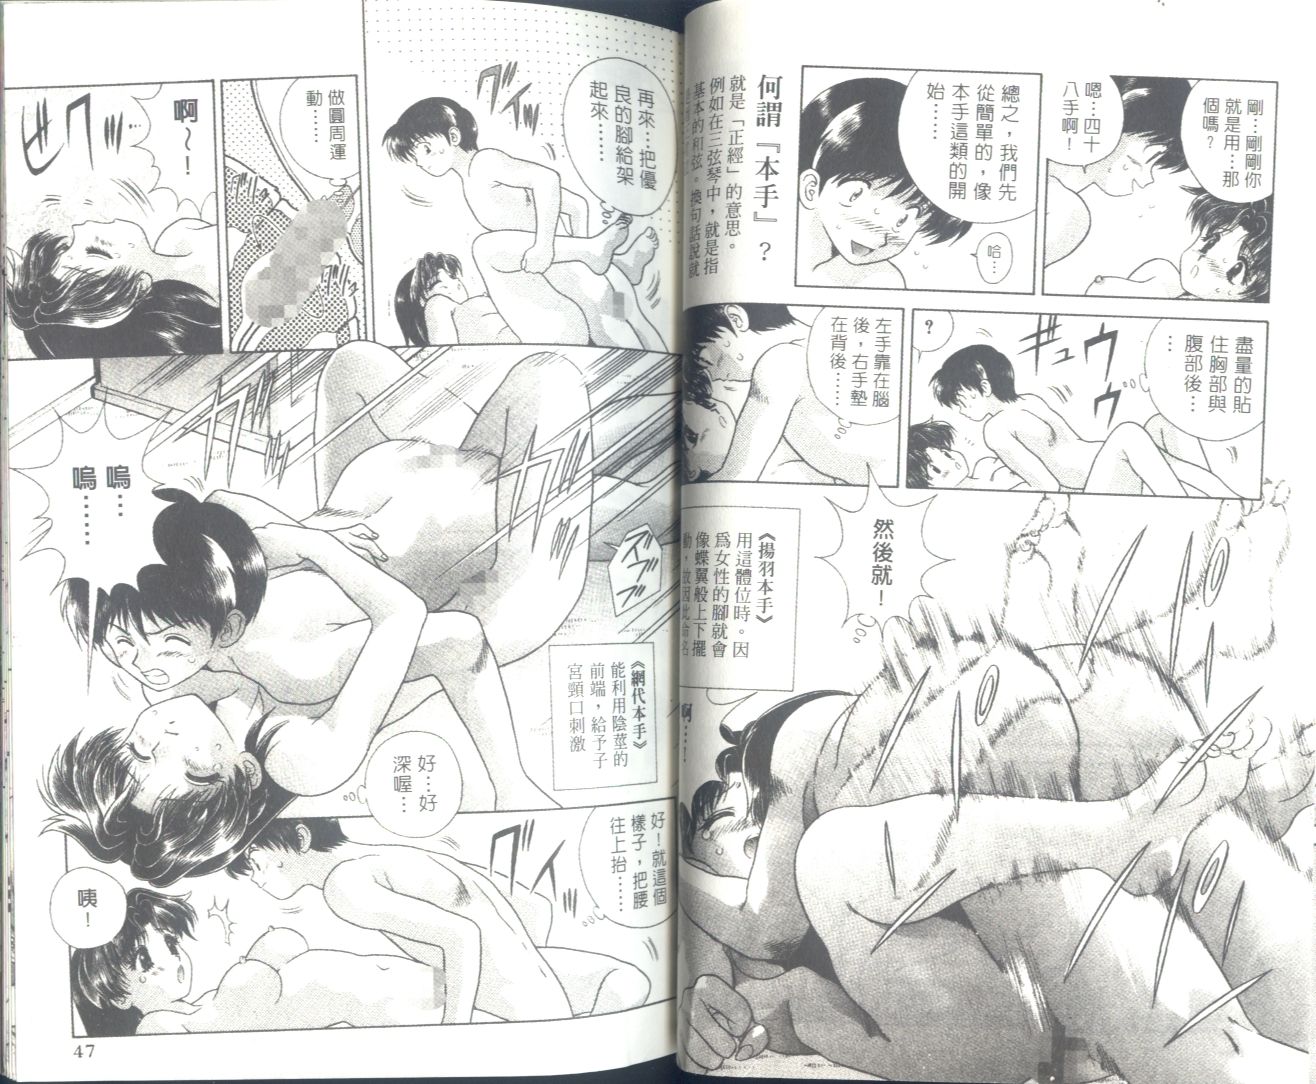 剛…剛剛你
就是用…那
個嗎？
嗯…四十
八手啊！
總之，我們先
從簡單的，像
本手這類的開
始……
哈…
何謂『本手』？
就是「正經」的意思。
例如在三弦琴中，就是指
基本的和弦。換句話說就
盡量的貼
住胸部與
腹部後…
…
ギュウウ
？
左手靠在腦
後，右手墊
在背後……
然後就！
《揚羽本手》
用這體位時。因
為女性的腳就會
像蝶翼般上下擺
動，故因此命名
啊…！
再來…把優
良的腳給架
起來……
グイッ
做圓周運
動……
啊～！
ビクッ
嗚…
嗚……
ズブ
ズブ
《網代本手》
能利用陰莖的
前端，給予子
宮頸口刺激
好…好
深喔…
好！就這個
樣子，把腰
往上抬……
グイッ
咦！
47